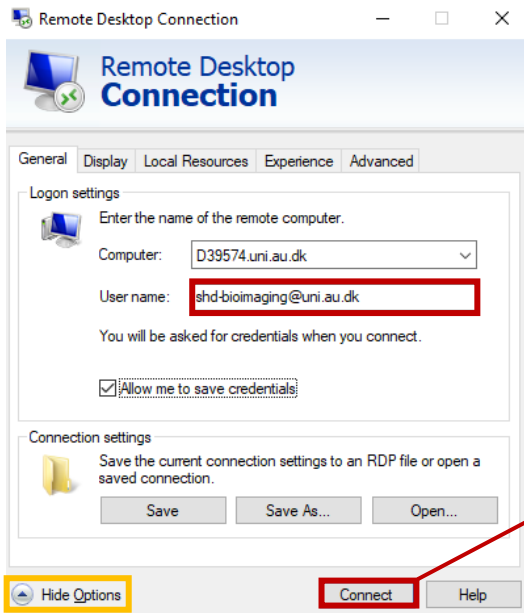 Remote Desktop Connection
Remote Desktop
Connection
General Display Local Resources Experience Advanced
Logon settings
Enter the name of the remote computer.
Computer: D39574.uni.au.dk
User name: shd-bioimaging@uni.au.dk
You will be asked for credentials when you connect.
Allow me to save credentials
Connection settings
Save the current connection settings to an RDP file or open a
saved connection.
Save Save As... Open...
Hide Options Connect Help